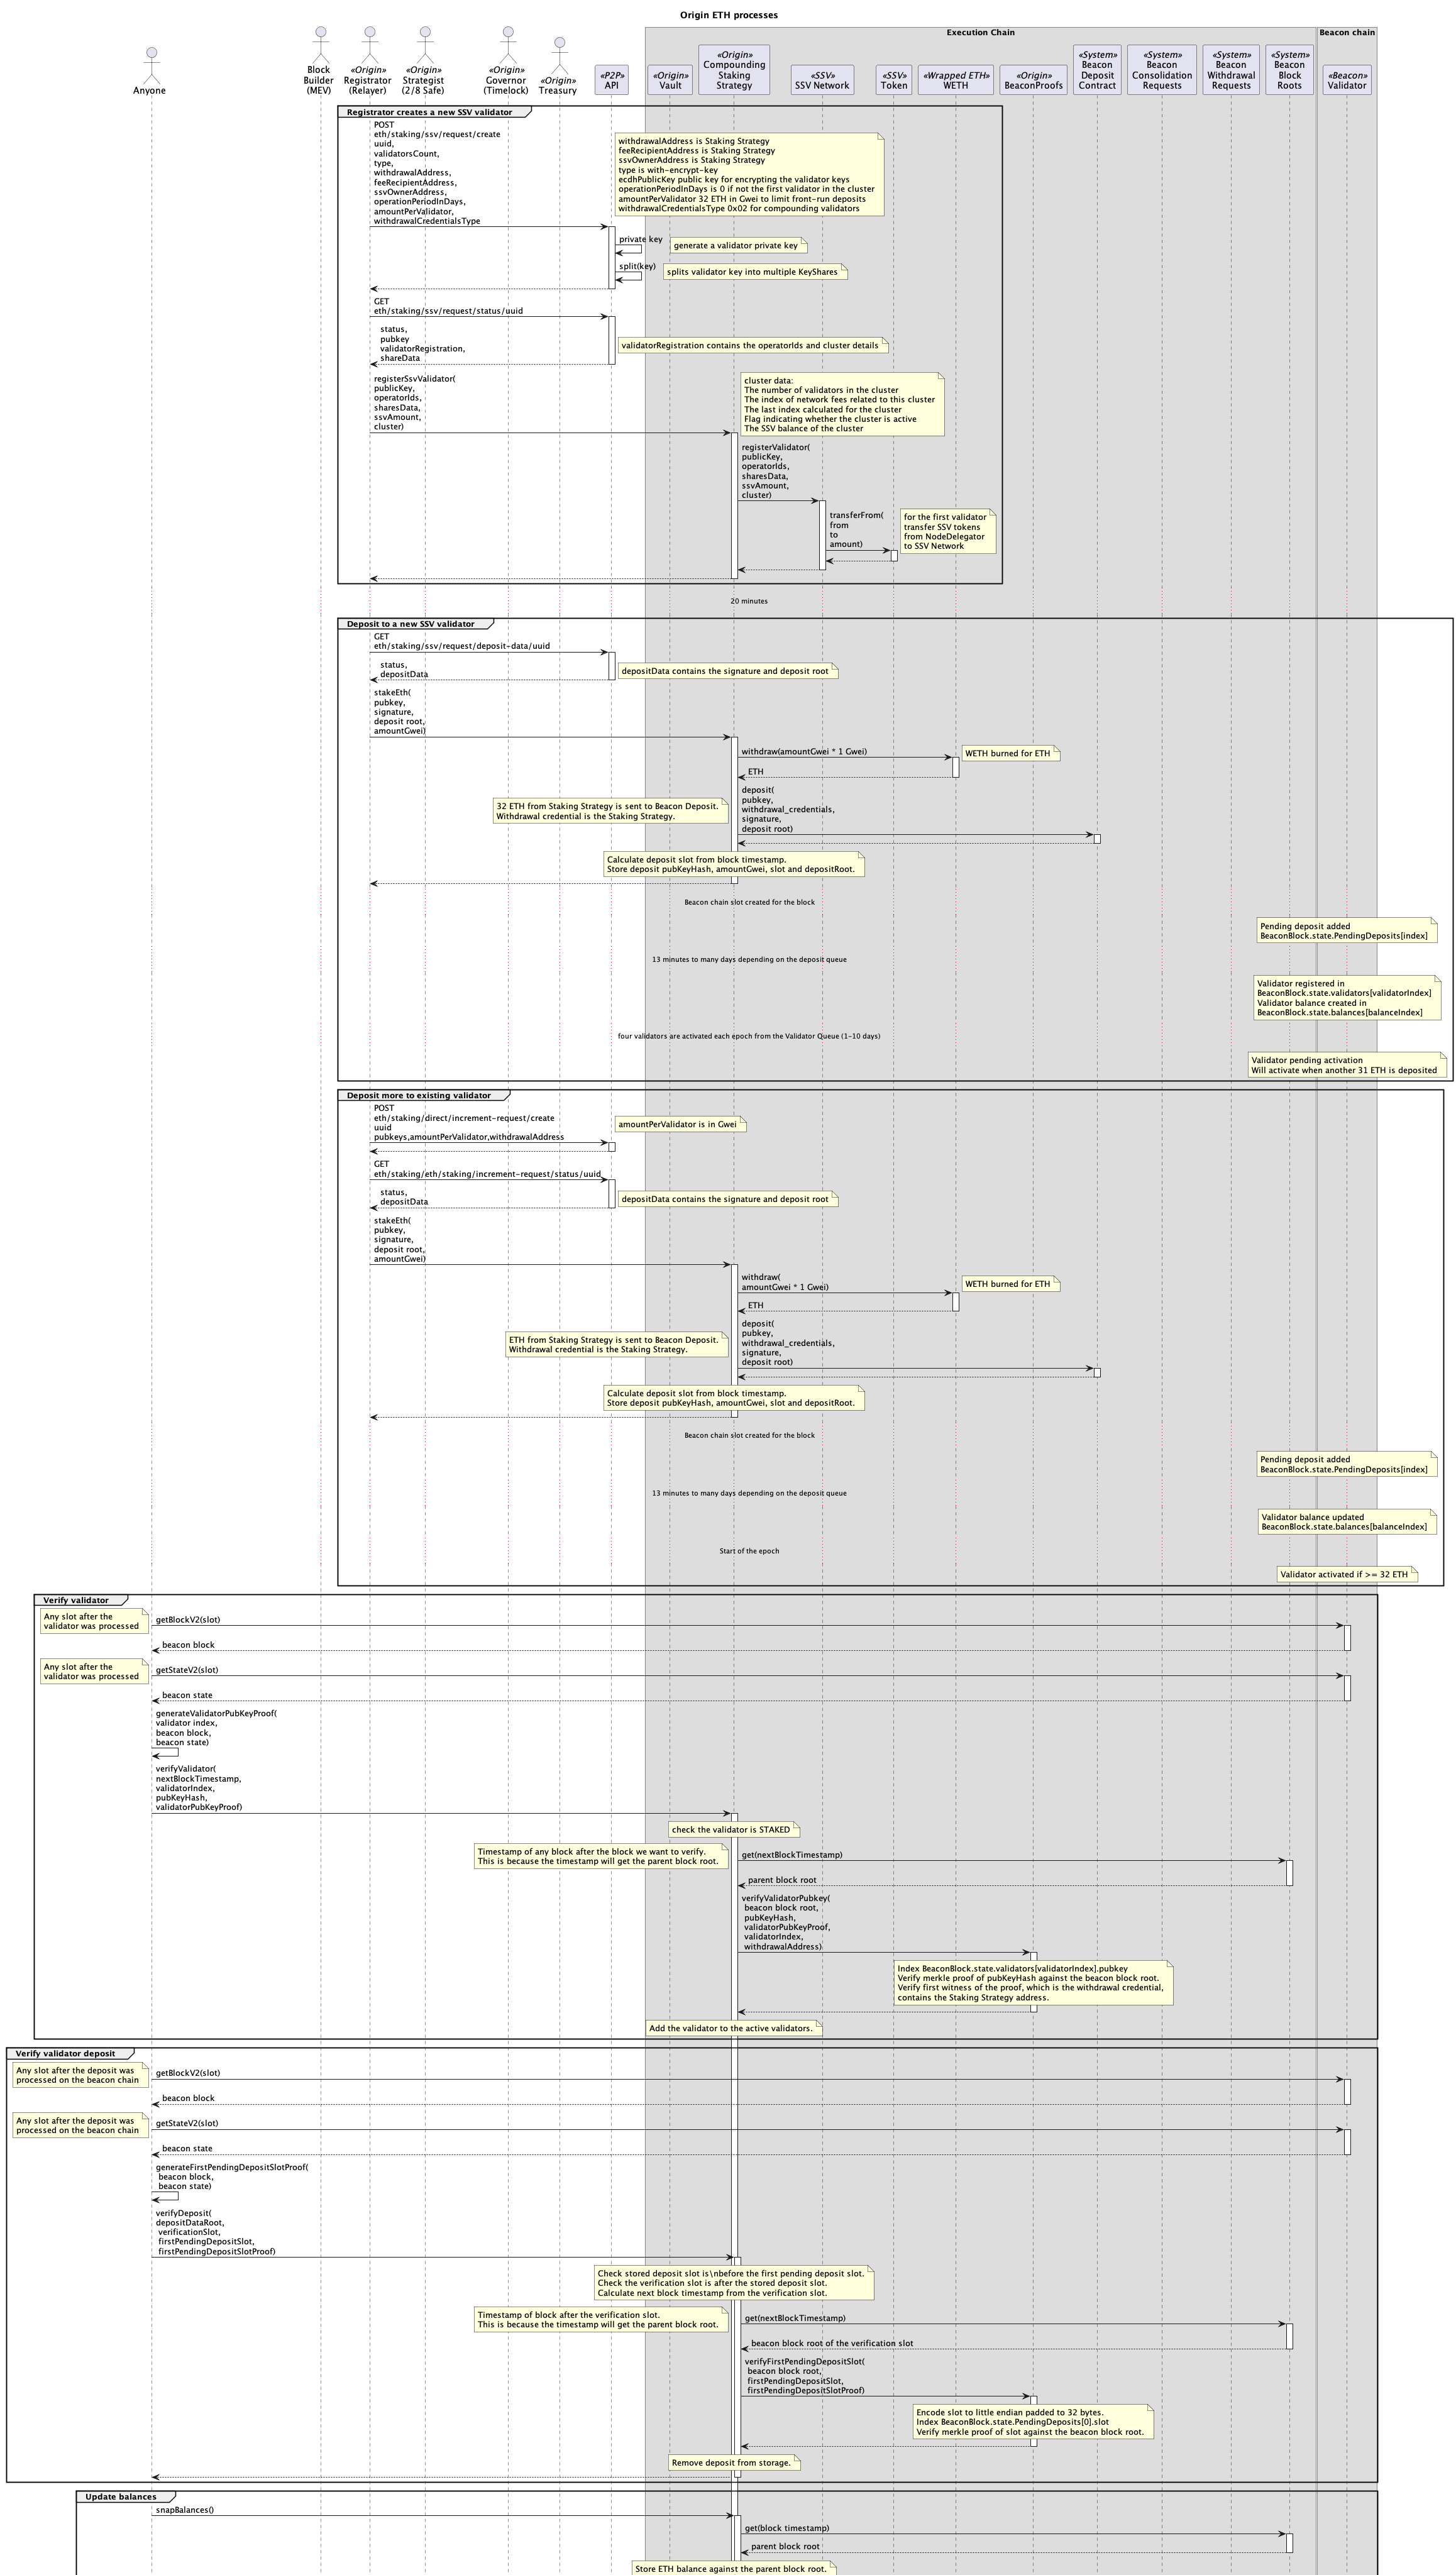 Origin ETH processes
Execution Chain
Beacon chain
Anyone
Block
Builder
(MEV)
«Origin»
Registrator
(Relayer)
«Origin»
Strategist
(2/8 Safe)
Governor
(Timelock)
«Origin»
Treasury
«P2P»
API
«Origin»
Vault
«Origin»
Compounding
Staking
Strategy
«SSV»
SSV Network
«SSV»
Token
«Wrapped ETH»
WETH
«Origin»
BeaconProofs
«System»
Beacon
Deposit
Contract
«System»
Beacon
Consolidation
Requests
«System»
Beacon
Withdrawal
Requests
«System»
Beacon
Block
Roots
«Beacon»
Validator
Registrator creates a new SSV validator
POST
eth/staking/ssv/request/create
uuid,
validatorsCount,
type,
withdrawalAddress,
feeRecipientAddress,
ssvOwnerAddress,
operationPeriodInDays,
amountPerValidator,
withdrawalCredentialsType
withdrawalAddress is Staking Strategy
feeRecipientAddress is Staking Strategy
ssvOwnerAddress is Staking Strategy
type is with-encrypt-key
ecdhPublicKey public key for encrypting the validator keys
operationPeriodInDays is 0 if not the first validator in the cluster
amountPerValidator 32 ETH in Gwei to limit front-run deposits
withdrawalCredentialsType 0x02 for compounding validators
private key
generate a validator private key
split(key)
splits validator key into multiple KeyShares
GET
eth/staking/ssv/request/status/uuid
status,
pubkey
validatorRegistration,
shareData
validatorRegistration contains the operatorIds and cluster details
registerSsvValidator(
publicKey,
operatorIds,
sharesData,
ssvAmount,
cluster)
cluster data:
The number of validators in the cluster
The index of network fees related to this cluster
The last index calculated for the cluster
Flag indicating whether the cluster is active
The SSV balance of the cluster
registerValidator(
publicKey,
operatorIds,
sharesData,
ssvAmount,
cluster)
transferFrom(
from
to
amount)
for the first validator
transfer SSV tokens
from NodeDelegator
to SSV Network
20 minutes
Deposit to a new SSV validator
GET
eth/staking/ssv/request/deposit-data/uuid
status,
depositData
depositData contains the signature and deposit root
stakeEth(
pubkey,
signature,
deposit root,
amountGwei)
withdraw(amountGwei * 1 Gwei)
WETH burned for ETH
ETH
32 ETH from Staking Strategy is sent to Beacon Deposit.
Withdrawal credential is the Staking Strategy.
deposit(
pubkey,
withdrawal_credentials,
signature,
deposit root)
Calculate deposit slot from block timestamp.
Store deposit pubKeyHash, amountGwei, slot and depositRoot.
Beacon chain slot created for the block
Pending deposit added
BeaconBlock.state.PendingDeposits[index]
13 minutes to many days depending on the deposit queue
Validator registered in
BeaconBlock.state.validators[validatorIndex]
Validator balance created in
BeaconBlock.state.balances[balanceIndex]
four validators are activated each epoch from the Validator Queue (1-10 days)
Validator pending activation
Will activate when another 31 ETH is deposited
Deposit more to existing validator
POST
eth/staking/direct/increment-request/create
uuid
pubkeys,amountPerValidator,withdrawalAddress
amountPerValidator is in Gwei
GET
eth/staking/eth/staking/increment-request/status/uuid
status,
depositData
depositData contains the signature and deposit root
stakeEth(
pubkey,
signature,
deposit root,
amountGwei)
withdraw(
amountGwei * 1 Gwei)
WETH burned for ETH
ETH
ETH from Staking Strategy is sent to Beacon Deposit.
Withdrawal credential is the Staking Strategy.
deposit(
pubkey,
withdrawal_credentials,
signature,
deposit root)
Calculate deposit slot from block timestamp.
Store deposit pubKeyHash, amountGwei, slot and depositRoot.
Beacon chain slot created for the block
Pending deposit added
BeaconBlock.state.PendingDeposits[index]
13 minutes to many days depending on the deposit queue
Validator balance updated
BeaconBlock.state.balances[balanceIndex]
Start of the epoch
Validator activated if >= 32 ETH
Verify validator
Any slot after the
validator was processed
getBlockV2(slot)
beacon block
Any slot after the
validator was processed
getStateV2(slot)
beacon state
generateValidatorPubKeyProof(
validator index,
beacon block,
beacon state)
verifyValidator(
nextBlockTimestamp,
validatorIndex,
pubKeyHash,
validatorPubKeyProof)
check the validator is STAKED
Timestamp of any block after the block we want to verify.
This is because the timestamp will get the parent block root.
get(nextBlockTimestamp)
parent block root
verifyValidatorPubkey(
beacon block root,
pubKeyHash,
validatorPubKeyProof,
validatorIndex,
withdrawalAddress)
Index BeaconBlock.state.validators[validatorIndex].pubkey
Verify merkle proof of pubKeyHash against the beacon block root.
Verify first witness of the proof, which is the withdrawal credential,
contains the Staking Strategy address.
Add the validator to the active validators.
Verify validator deposit
Any slot after the deposit was
processed on the beacon chain
getBlockV2(slot)
beacon block
Any slot after the deposit was
processed on the beacon chain
getStateV2(slot)
beacon state
generateFirstPendingDepositSlotProof(
beacon block,
beacon state)
verifyDeposit(
depositDataRoot,
verificationSlot,
firstPendingDepositSlot,
firstPendingDepositSlotProof)
Check stored deposit slot is\nbefore the first pending deposit slot.
Check the verification slot is after the stored deposit slot.
Calculate next block timestamp from the verification slot.
Timestamp of block after the verification slot.
This is because the timestamp will get the parent block root.
get(nextBlockTimestamp)
beacon block root of the verification slot
verifyFirstPendingDepositSlot(
beacon block root,
firstPendingDepositSlot,
firstPendingDepositSlotProof)
Encode slot to little endian padded to 32 bytes.
Index BeaconBlock.state.PendingDeposits[0].slot
Verify merkle proof of slot against the beacon block root.
Remove deposit from storage.
Update balances
snapBalances()
get(block timestamp)
parent block root
Store ETH balance against the parent block root.